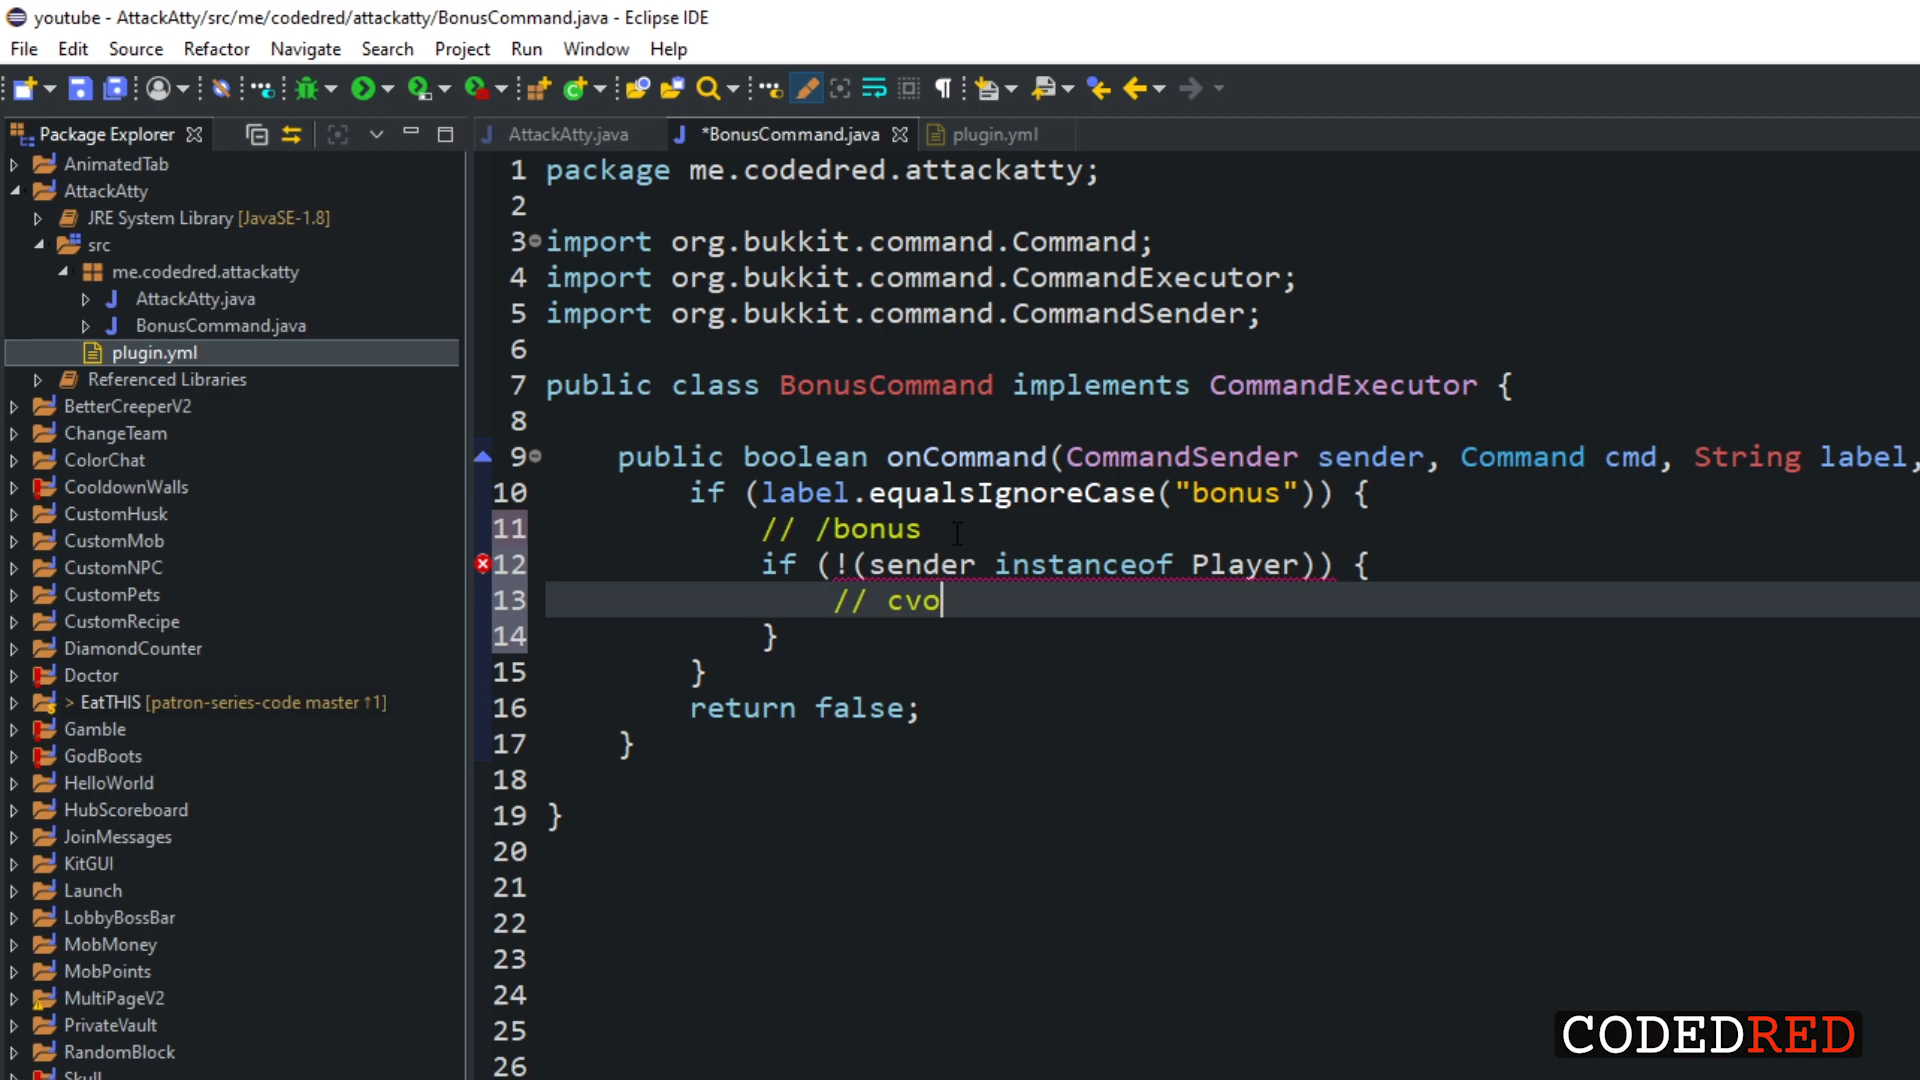 youtube - AttackAtty/src/me/codedred/attackatty/BonusCommand.java - Eclipse IDE
File Edit Source Refactor Navigate Search Project Run Window Help
Package Explorer
AttackAtty.java *BonusCommand.java plugin.yml
AnimatedTab
AttackAtty
JRE System Library [JavaSE-1.8]
src
me.codedred.attackatty
AttackAtty.java
BonusCommand.java
plugin.yml
Referenced Libraries
BetterCreeperV2
ChangeTeam
ColorChat
CooldownWalls
CustomHusk
CustomMob
CustomNPC
CustomPets
CustomRecipe
DiamondCounter
Doctor
> EatTHIS [patron-series-code master ↑1]
Gamble
GodBoots
HelloWorld
HubScoreboard
JoinMessages
KitGUI
Launch
LobbyBossBar
MobMoney
MobPoints
MultiPageV2
PrivateVault
RandomBlock
Skull
1 package me.codedred.attackatty;
2
3 import org.bukkit.command.Command;
4 import org.bukkit.command.CommandExecutor;
5 import org.bukkit.command.CommandSender;
6
7 public class BonusCommand implements CommandExecutor {
8
9 public boolean onCommand(CommandSender sender, Command cmd, String label,
10 if (label.equalsIgnoreCase("bonus")) {
11 // /bonus
12 if (!(sender instanceof Player)) {
13 // cvo
14 }
15 }
16 return false;
17 }
18
19 }
20
21
22
23
24
25
26
CODEDRED